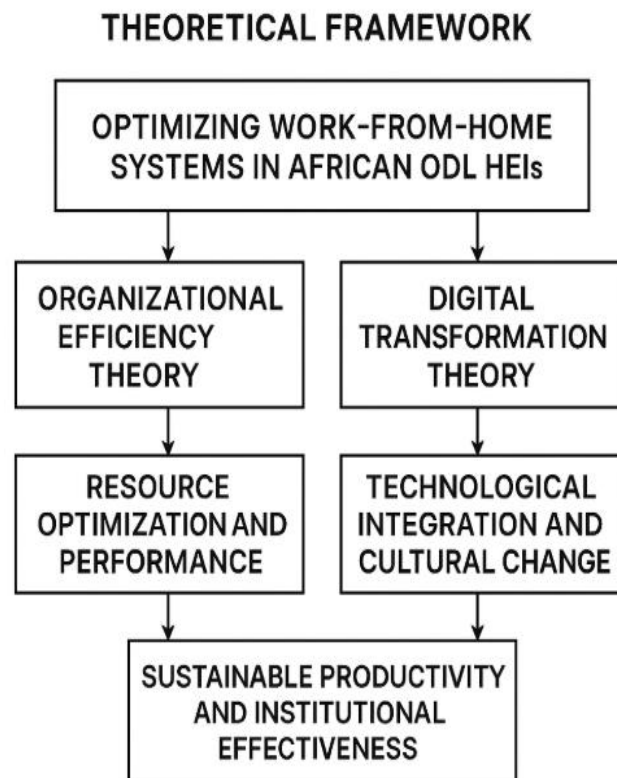 THEORETICAL FRAMEWORK
OPTIMIZING WORK-FROM-HOME
SYSTEMS IN AFRICAN ODL HEIs
ORGANIZATIONAL
EFFICIENCY
THEORY
DIGITAL
TRANSFORMATION
THEORY
RESOURCE
OPTIMIZATION AND
PERFORMANCE
TECHNOLOGICAL
INTEGRATION AND
CULTURAL CHANGE
SUSTAINABLE PRODUCTIVITY
AND INSTITUTIONAL
EFFECTIVENESS